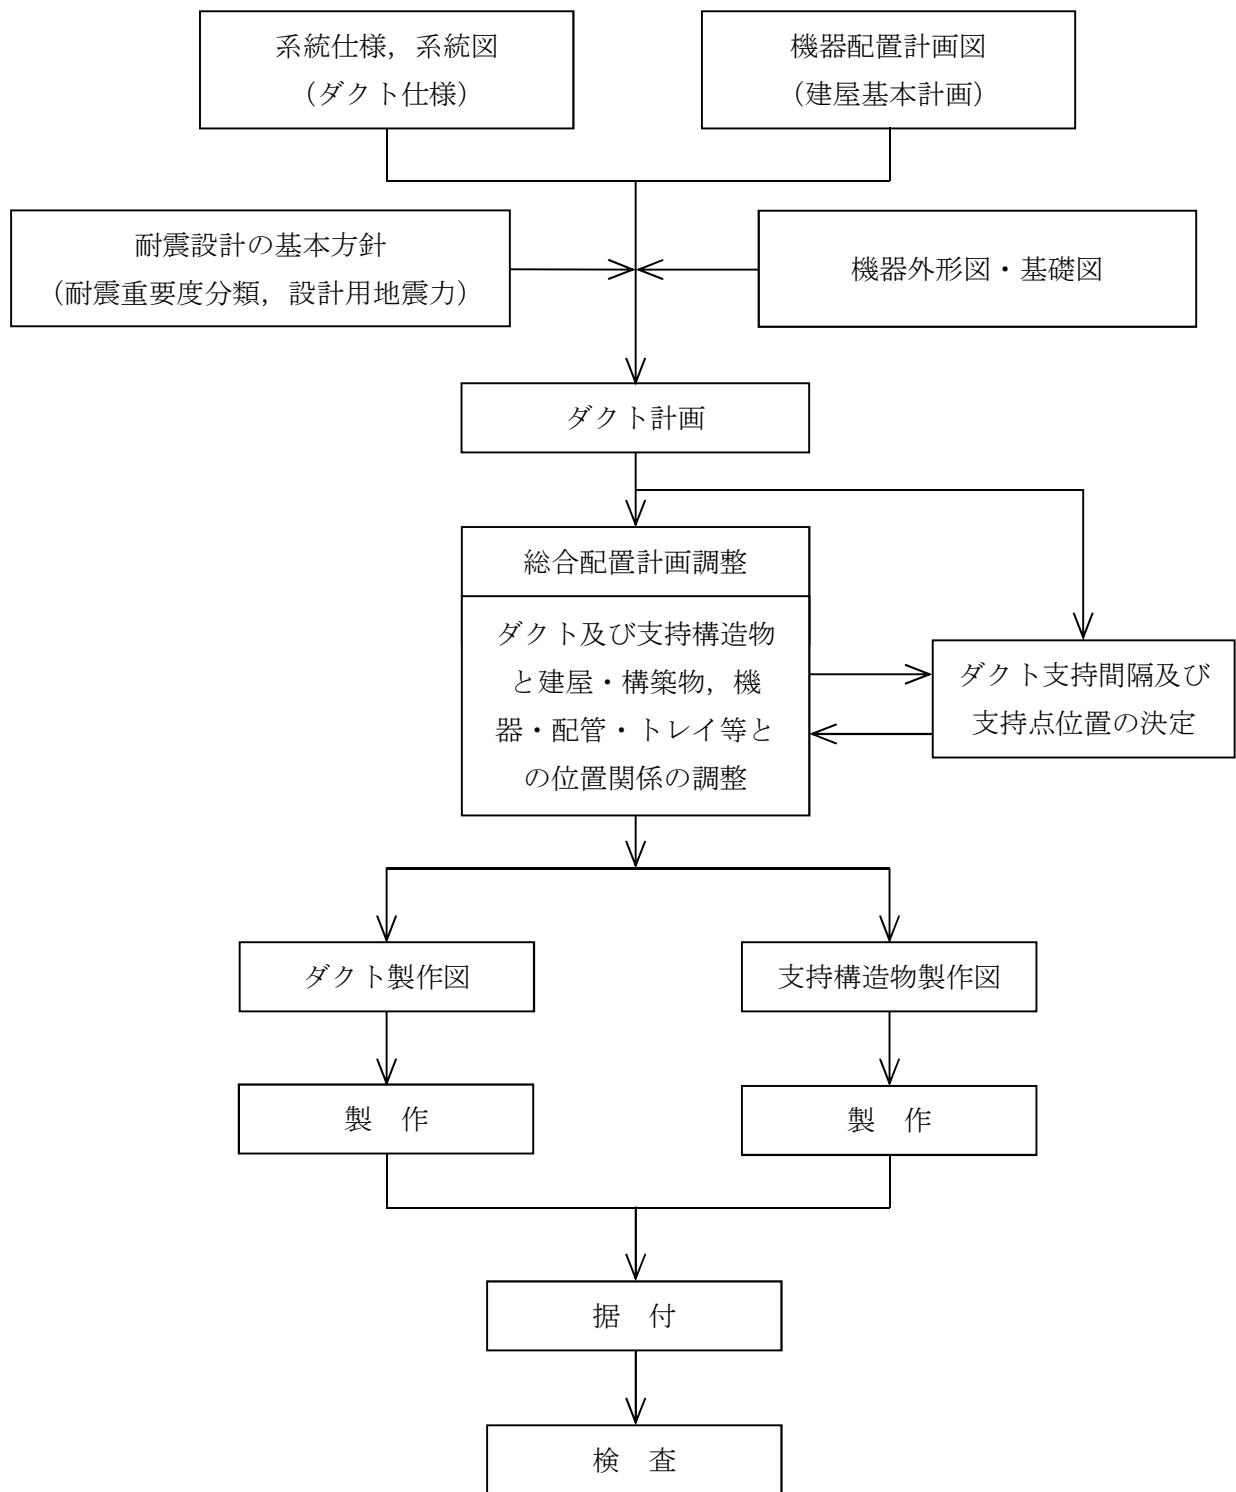 系統仕様，系統図
（ダクト仕様）
機器配置計画図
（建屋基本計画）
耐震設計の基本方針
（耐震重要度分類，設計用地震力）
機器外形図・基礎図
ダクト計画
総合配置計画調整
ダクト及び支持構造物
と建屋・構築物，機
器・配管・トレイ等と
の位置関係の調整
ダクト支持間隔及び
支持点位置の決定
ダクト製作図
支持構造物製作図
製　作
製　作
据　付
検　査